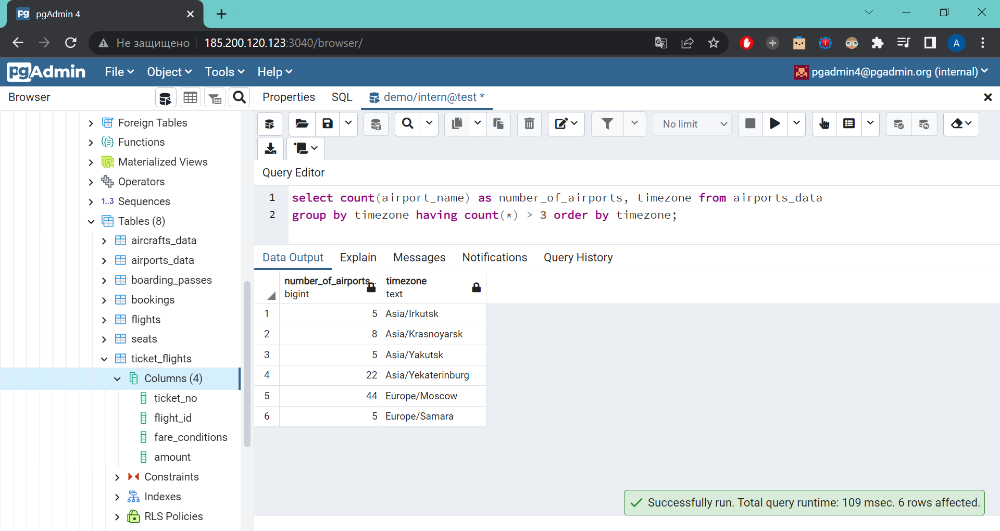 pg pgAdmin 4
Не защищено 185.200.120.123:3040/browser/
A
pgAdmin File Object Tools Help pgadmin4@pgadmin.org (internal)
Browser
Properties SQL demo/intern@test *
No limit
Foreign Tables
Functions
Materialized Views
Operators
1..3 Sequences
Tables (8)
aircrafts_data
airports_data
boarding_passes
bookings
flights
seats
ticket_flights
Columns (4)
ticket_no
flight_id
fare_conditions
amount
Constraints
Indexes
RLS Policies
Query Editor
1 select count(airport_name) as number_of_airports, timezone from airports_data
2 group by timezone having count(*) > 3 order by timezone;
Data Output Explain Messages Notifications Query History
number_of_airports.. timezone
bigint text
1 5 Asia/Irkutsk
2 8 Asia/Krasnoyarsk
3 5 Asia/Yakutsk
4 22 Asia/Yekaterinburg
5 44 Europe/Moscow
6 5 Europe/Samara
Successfully run. Total query runtime: 109 msec. 6 rows affected.